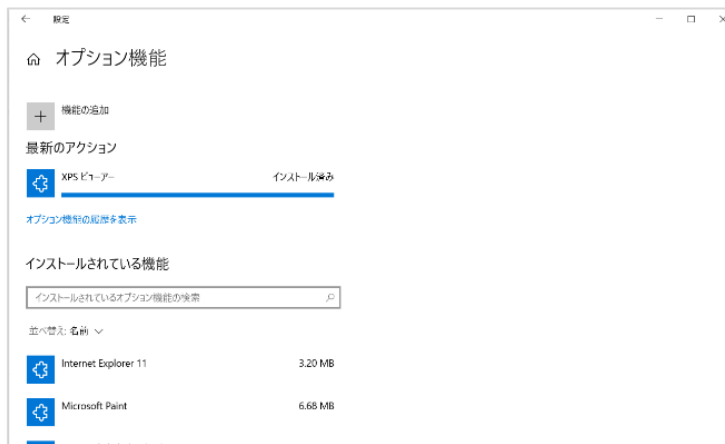 設定
オプション機能
機能の追加
最新のアクション
XPS ビューアー インストール済み
オプション機能の履歴を表示
インストールされている機能
インストールされているオプション機能の検索
並べ替え: 名前
Internet Explorer 11 3.20 MB
Microsoft Paint 6.68 MB